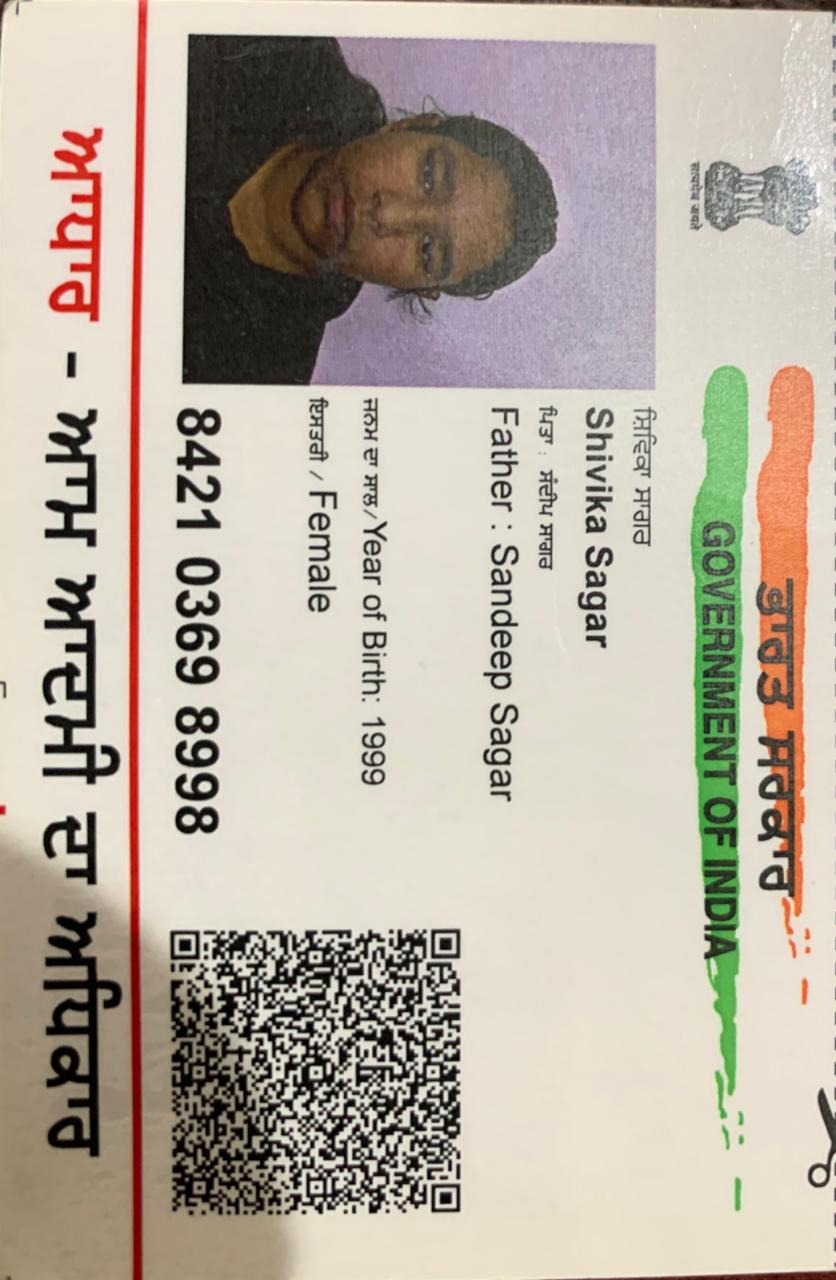 ਭਾਰਤ ਸਰਕਾਰ
GOVERNMENT OF INDIA
सत्यमेव जयते
ਸ਼ਿਵਿਕਾ ਸਾਗਰ
Shivika Sagar
ਪਿਤਾ : ਸੰਦੀਪ ਸਾਗਰ
Father : Sandeep Sagar
ਜਨਮ ਦਾ ਸਾਲ/Year of Birth: 1999
ਇਸਤਰੀ / Female
8421 0369 8998
ਆਧਾਰ - ਆਮ ਆਦਮੀ ਦਾ ਅਧਿਕਾਰ